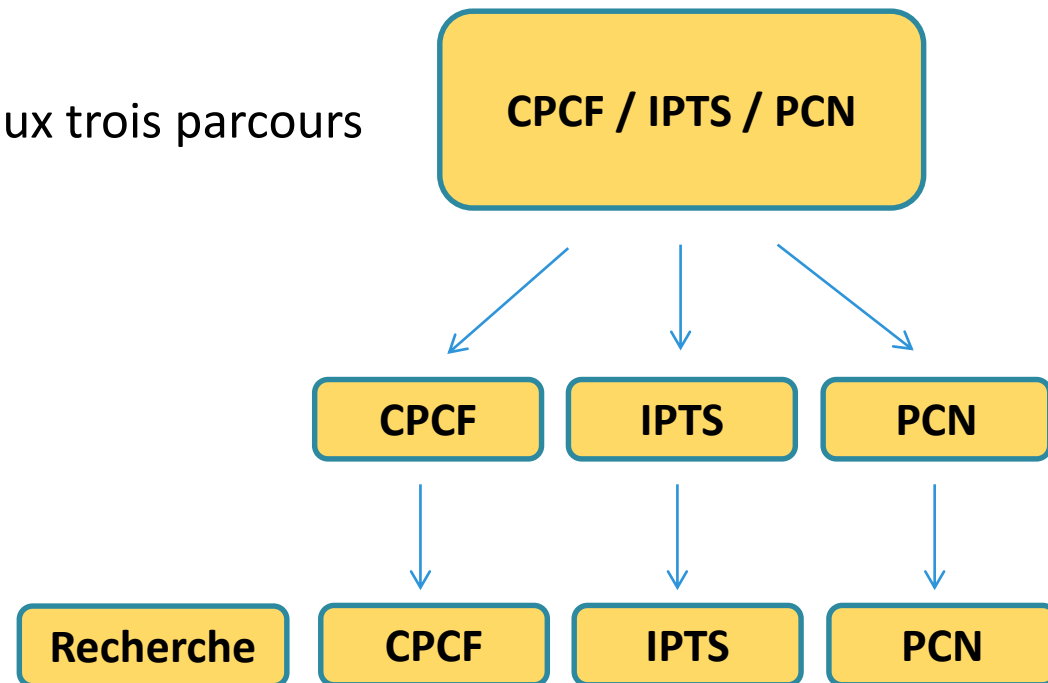 ux trois parcours
CPCF / IPTS / PCN
CPCF
IPTS
PCN
Recherche
CPCF
IPTS
PCN